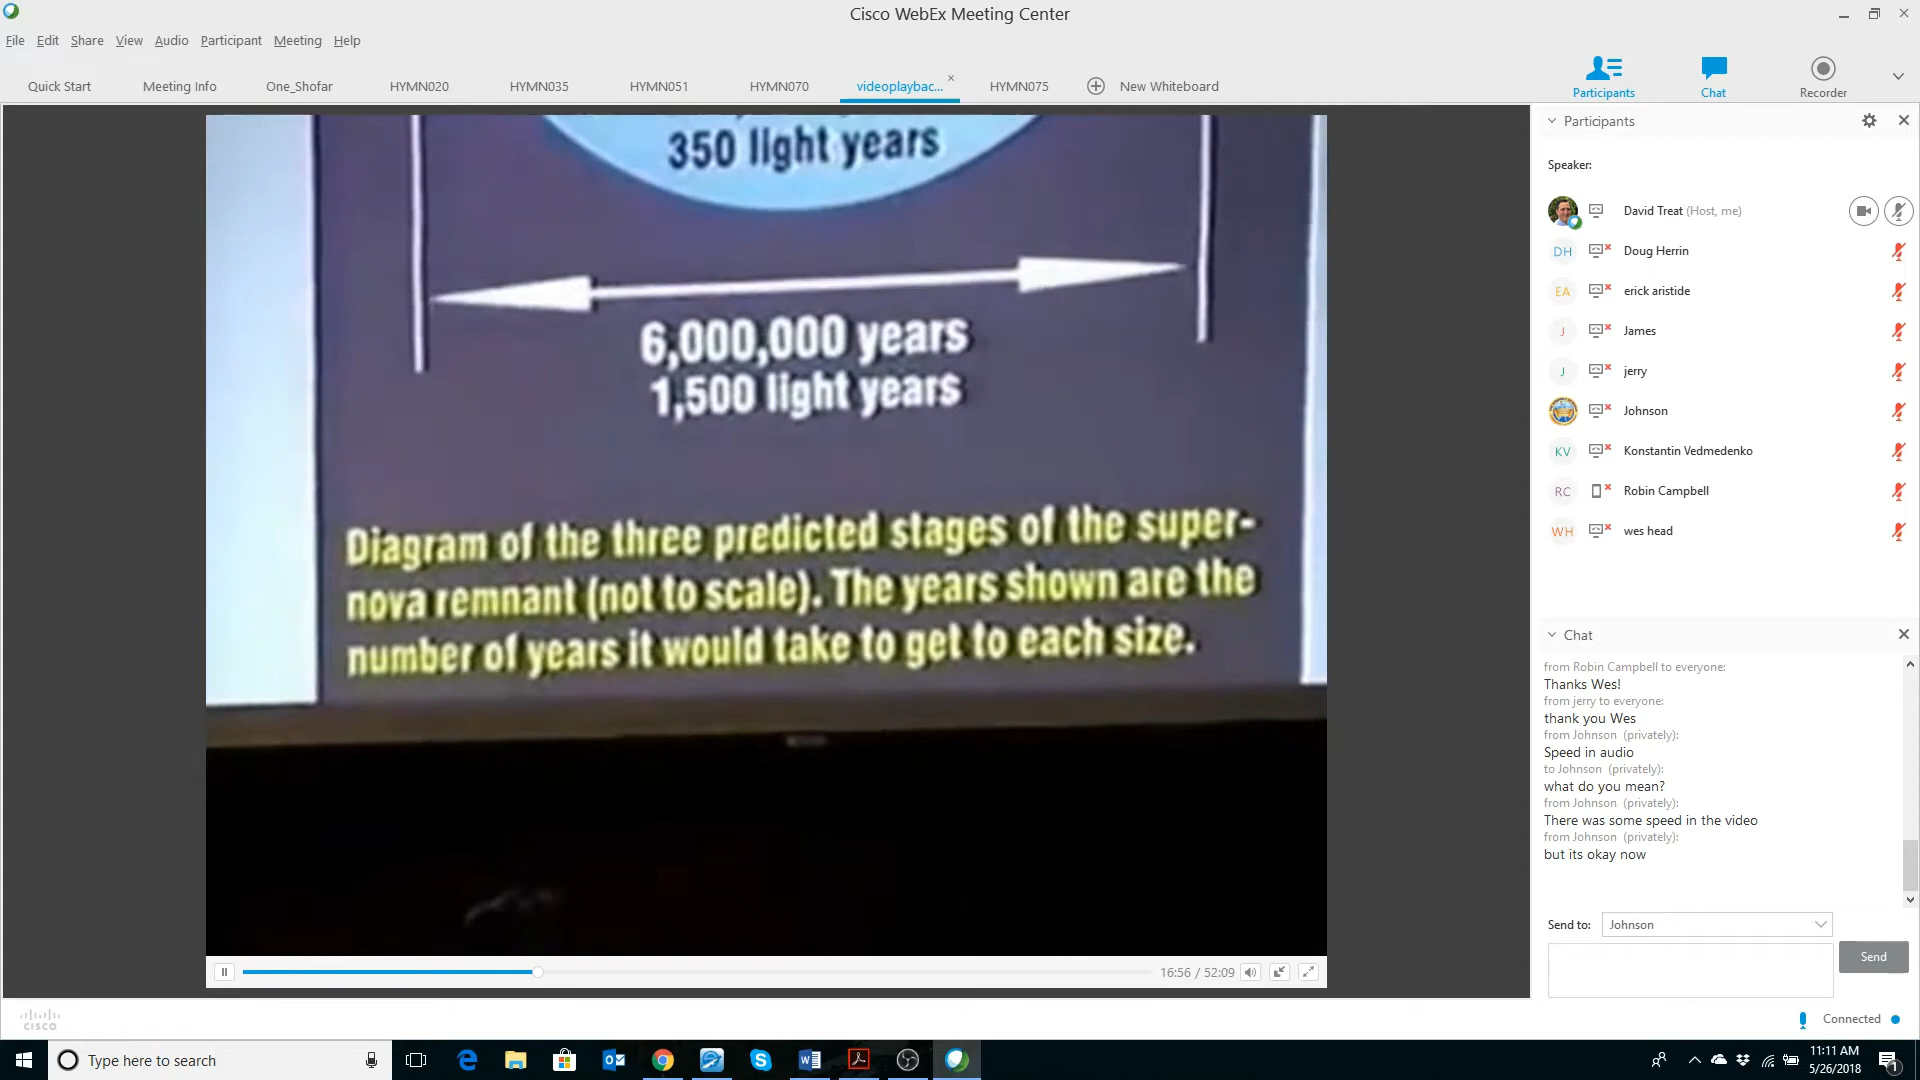 Cisco WebEx Meeting Center
File Edit Share View Audio Participant Meeting Help
Quick Start Meeting Info One_Shofar HYMN020 HYMN035 HYMN051 HYMN070 videoplaybac... HYMN075 New Whiteboard
Participants Chat Recorder
350 light years
6,000,000 years
1,500 light years
Diagram of the three predicted stages of the super-
nova remnant (not to scale). The years shown are the
number of years it would take to get to each size.
16:56 / 52:09
Participants
Speaker:
David Treat (Host, me)
DH Doug Herrin
EA erick aristide
J James
J jerry
Johnson
KV Konstantin Vedmedenko
RC Robin Campbell
WH wes head
Chat
from Robin Campbell to everyone:
Thanks Wes!
from jerry to everyone:
thank you Wes
from Johnson (privately):
Speed in audio
to Johnson (privately):
what do you mean?
from Johnson (privately):
There was some speed in the video
from Johnson (privately):
but its okay now
Send to: Johnson
Send
cisco
Connected
Type here to search
11:11 AM
5/26/2018
1